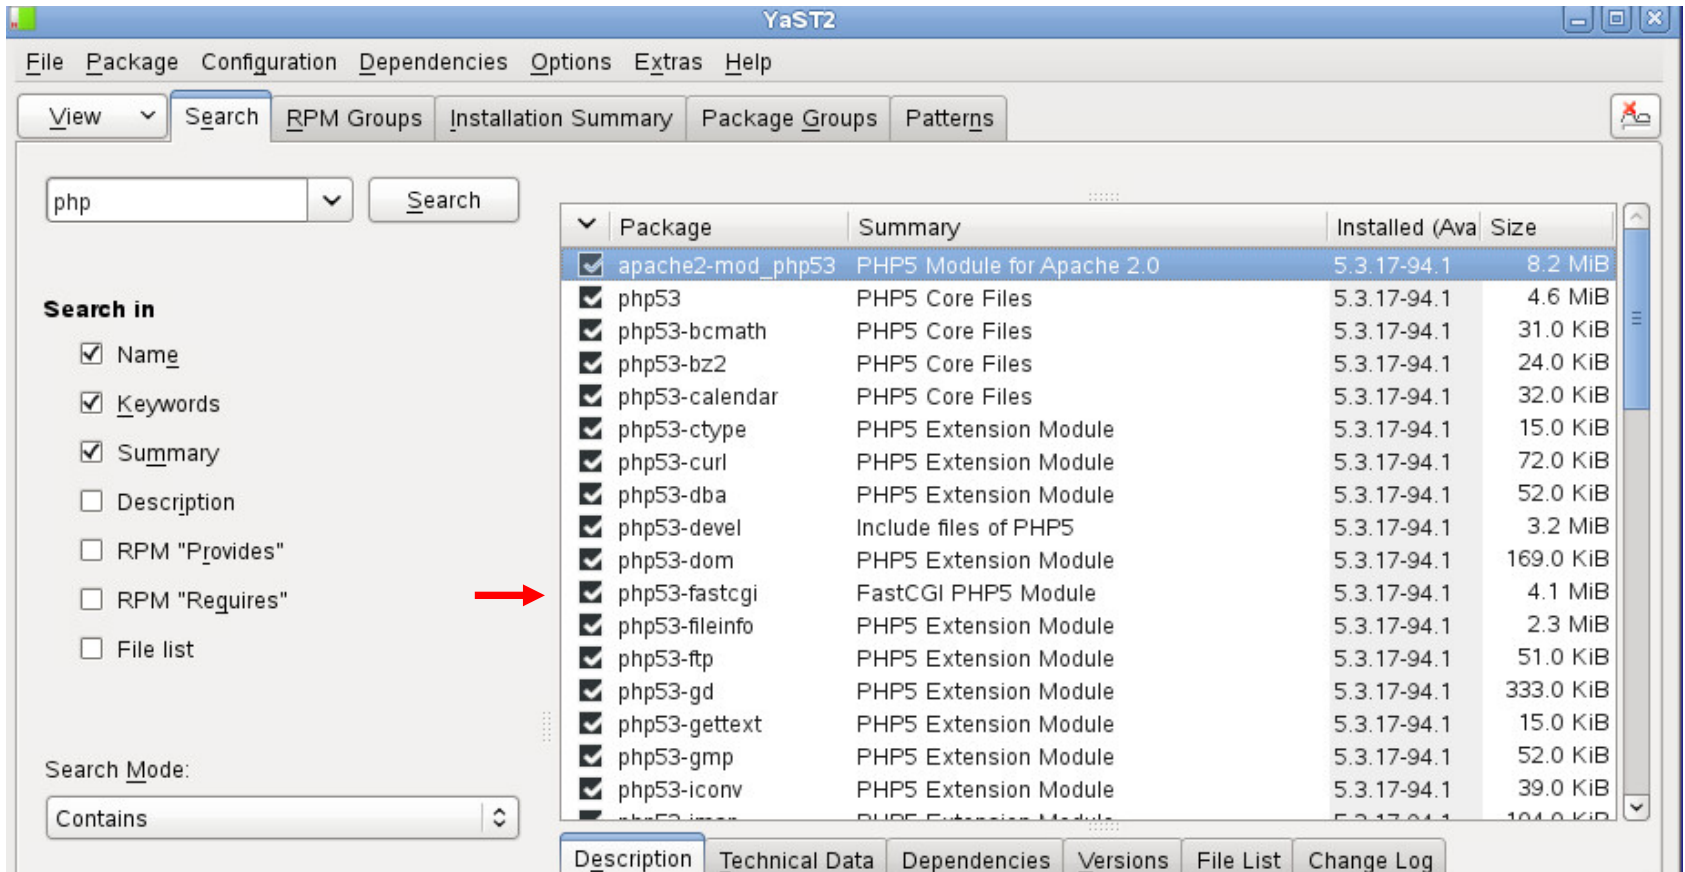 YaST2
File Package Configuration Dependencies Options Extras Help
View Search RPM Groups Installation Summary Package Groups Patterns
php Search
Search in
Name
Keywords
Summary
Description
RPM "Provides"
RPM "Requires"
File list
Search Mode:
Contains
Package Summary Installed (Ava Size
apache2-mod_php53 PHP5 Module for Apache 2.0 5.3.17-94.1 8.2 MiB
php53 PHP5 Core Files 5.3.17-94.1 4.6 MiB
php53-bcmath PHP5 Core Files 5.3.17-94.1 31.0 KiB
php53-bz2 PHP5 Core Files 5.3.17-94.1 24.0 KiB
php53-calendar PHP5 Core Files 5.3.17-94.1 32.0 KiB
php53-ctype PHP5 Extension Module 5.3.17-94.1 15.0 KiB
php53-curl PHP5 Extension Module 5.3.17-94.1 72.0 KiB
php53-dba PHP5 Extension Module 5.3.17-94.1 52.0 KiB
php53-devel Include files of PHP5 5.3.17-94.1 3.2 MiB
php53-dom PHP5 Extension Module 5.3.17-94.1 169.0 KiB
php53-fastcgi FastCGI PHP5 Module 5.3.17-94.1 4.1 MiB
php53-fileinfo PHP5 Extension Module 5.3.17-94.1 2.3 MiB
php53-ftp PHP5 Extension Module 5.3.17-94.1 51.0 KiB
php53-gd PHP5 Extension Module 5.3.17-94.1 333.0 KiB
php53-gettext PHP5 Extension Module 5.3.17-94.1 15.0 KiB
php53-gmp PHP5 Extension Module 5.3.17-94.1 52.0 KiB
php53-iconv PHP5 Extension Module 5.3.17-94.1 39.0 KiB
Description Technical Data Dependencies Versions File List Change Log